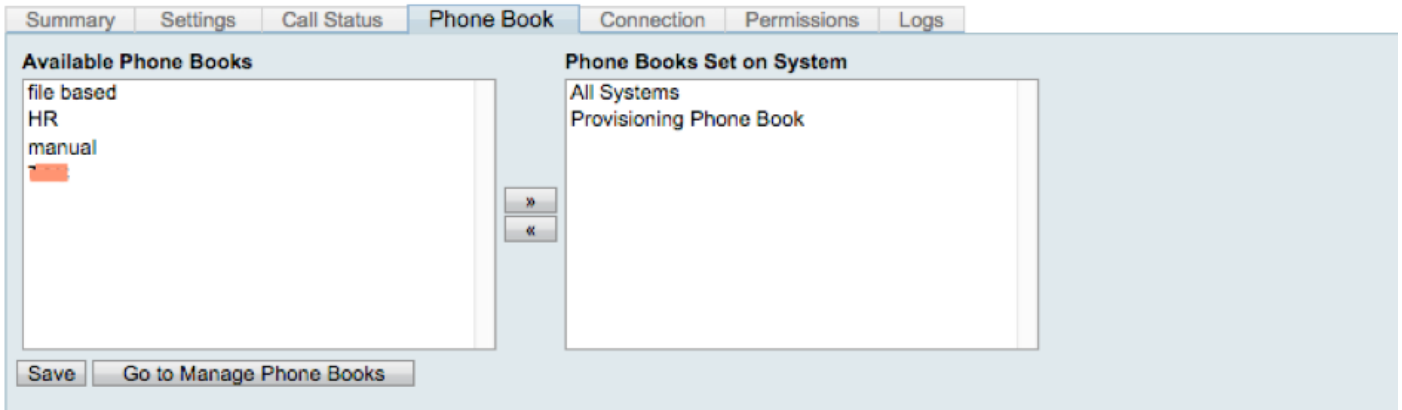 Summary Settings Call Status Phone Book Connection Permissions Logs
Available Phone Books
file based
HR
manual
Phone Books Set on System
All Systems
Provisioning Phone Book
»
«
Save Go to Manage Phone Books